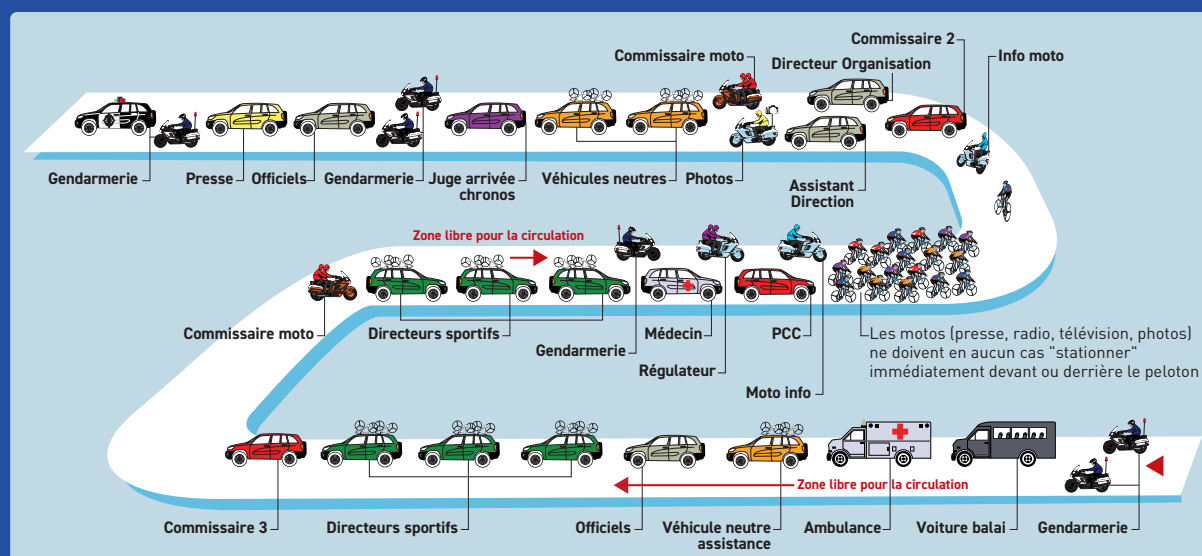 Commissaire 2
Commissaire moto
Info moto
Directeur Organisation
Gendarmerie
Presse
Officiels
Gendarmerie
Juge arrivée
chronos
Véhicules neutres
Photos
Assistant
Direction
Zone libre pour la circulation
Commissaire moto
Directeurs sportifs
Gendarmerie
Médecin
Régulateur
PCC
Moto info
Les motos (presse, radio, télévision, photos)
ne doivent en aucun cas "stationner"
immédiatement devant ou derrière le peloton
Zone libre pour la circulation
Commissaire 3
Directeurs sportifs
Officiels
Véhicule neutre
assistance
Ambulance
Voiture balai
Gendarmerie